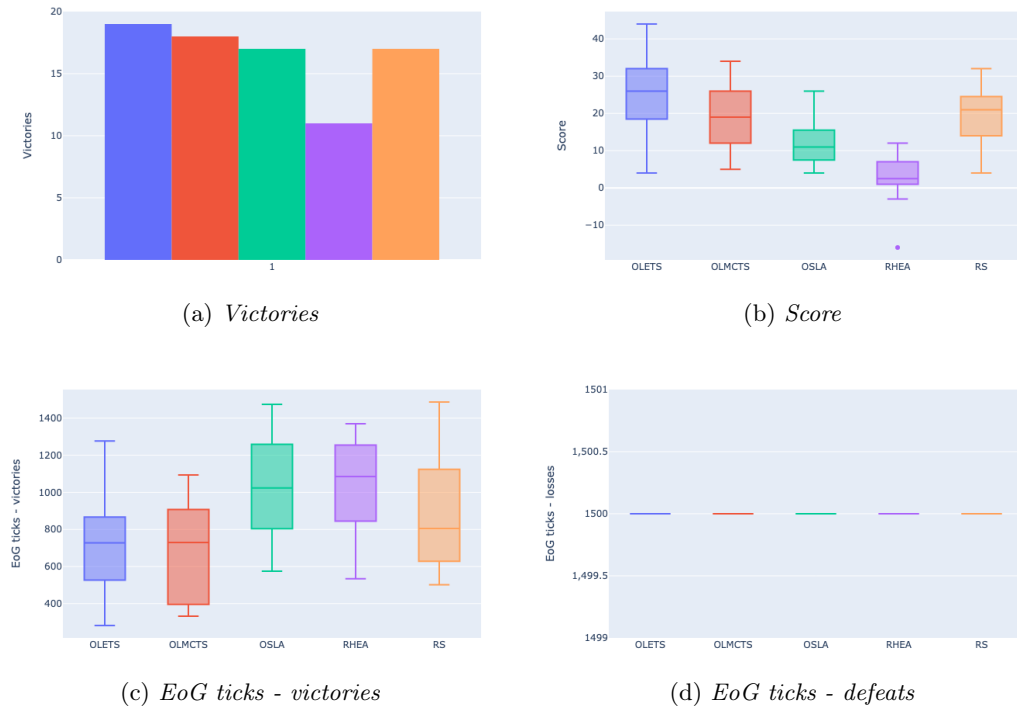 20
15
10
5
0
Victories
1
(a) Victories
40
30
20
10
0
−10
Score
OLETS OLMCTS OSLA RHEA RS
(b) Score
1400
1200
1000
800
600
400
EoG ticks - victories
OLETS OLMCTS OSLA RHEA RS
(c) EoG ticks - victories
1501
1,500.5
1500
1,499.5
1499
EoG ticks - losses
OLETS OLMCTS OSLA RHEA RS
(d) EoG ticks - defeats